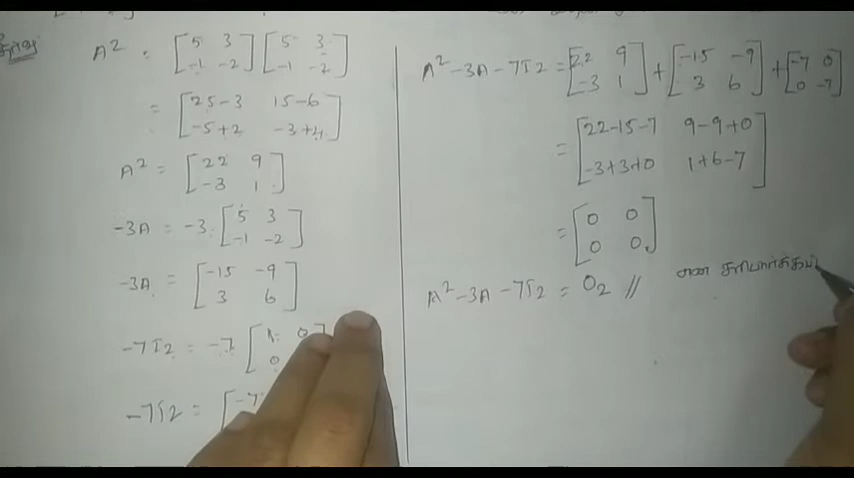 தீர்வு
A² = [5 3; -1 -2] [5 3; -1 -2]
= [25-3 15-6; -5+2 -3+4]
A² = [22 9; -3 1]
-3A = -3 [5 3; -1 -2]
-3A = [-15 -9; 3 6]
-7I2 = -7 [1 0; 0
-7I2 = [-7
A²-3A-7I2 = [22 9; -3 1] + [-15 -9; 3 6] + [-7 0; 0 -7]
= [22-15-7 9-9+0; -3+3+0 1+6-7]
= [0 0; 0 0]
A²-3A-7I2 = O2 //
என சரிபார்க்கப்